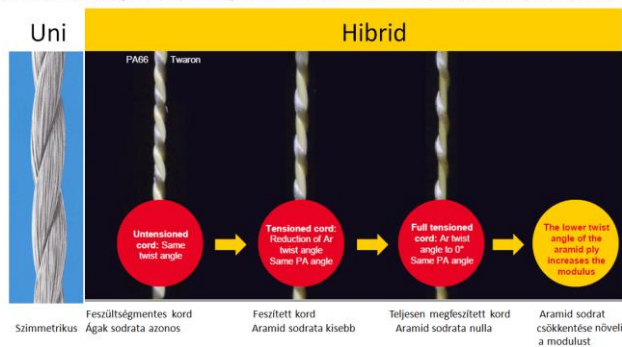 Uni
Hibrid
PA66 Twaron
Untensioned
cord: Same
twist angle
Tensioned cord:
Reduction of Ar
twist angle
Same PA angle
Full tensioned
cord: Ar twist
angle to 0°
Same PA angle
The lower twist
angle of the
aramid ply
increases the
modulus
Szimmetrikus
Feszültségmentes kord
Ágak sodrata azonos
Feszített kord
Aramid sodrata kisebb
Teljesen megfeszített kord
Aramid sodrata nulla
Aramid sodrat
csökkentése növeli
a modulust